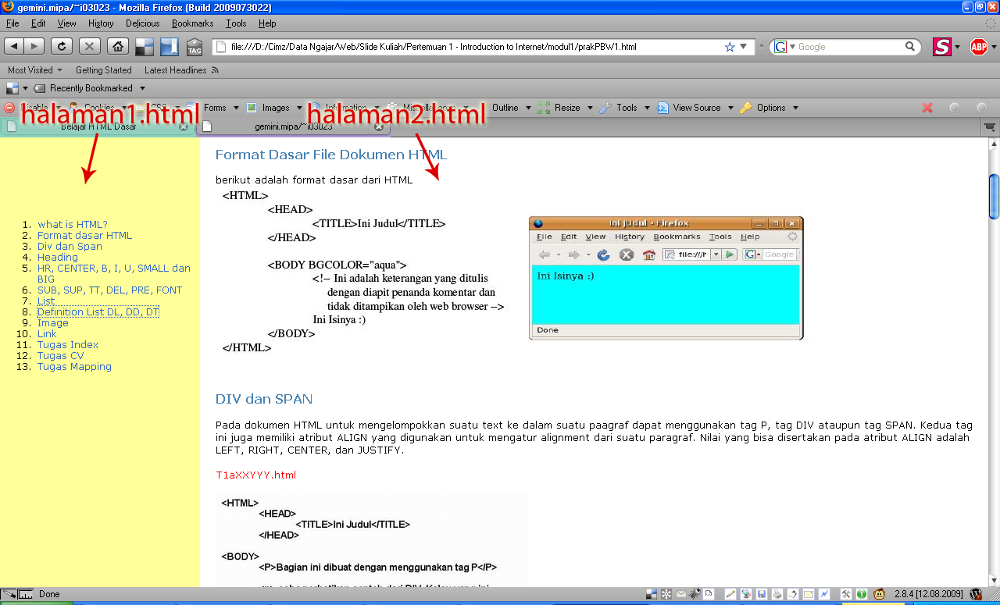 gemini.mipa/~i03023 - Mozilla Firefox (Build 2009073022)
File Edit View History Delicious Bookmarks Tools Help
TAG file:///D:/Cimz/Data Ngajar/Web/Slide Kuliah/Pertemuan 1 - Introduction to Internet/modul1/prakPBW1.html G Google S ABP
Most Visited Getting Started Latest Headlines
Recently Bookmarked
Disable Cookies CSS Forms Images Information Miscellaneous Outline Resize Tools View Source Options
halaman1.html halaman2.html
Belajar HTML Dasar gemini.mipa/~i03023
1. what is HTML?
2. Format dasar HTML
3. Div dan Span
4. Heading
5. HR, CENTER, B, I, U, SMALL dan
BIG
6. SUB, SUP, TT, DEL, PRE, FONT
7. List
8. Definition List DL, DD, DT
9. Image
10. Link
11. Tugas Index
12. Tugas CV
13. Tugas Mapping
Format Dasar File Dokumen HTML
berikut adalah format dasar dari HTML
<HTML>
<HEAD>
<TITLE>Ini Judul</TITLE>
</HEAD>
<BODY BGCOLOR="aqua">
<!-- Ini adalah keterangan yang ditulis
dengan diapit penanda komentar dan
tidak ditampikan oleh web browser -->
Ini Isinya :)
</BODY>
</HTML>
Ini Judul - Firefox
File Edit View History Bookmarks Tools Help
file:///h G Google
Ini Isinya :)
Done
DIV dan SPAN
Pada dokumen HTML untuk mengelompokkan suatu text ke dalam suatu paagraf dapat menggunakan tag P, tag DIV ataupun tag SPAN. Kedua tag
ini juga memiliki atribut ALIGN yang digunakan untuk mengatur alignment dari suatu paragraf. Nilai yang bisa disertakan pada atribut ALIGN adalah
LEFT, RIGHT, CENTER, dan JUSTIFY.
T1aXXYYY.html
<HTML>
<HEAD>
<TITLE>Ini Judul</TITLE>
</HEAD>
<BODY>
<P>Bagian ini dibuat dengan menggunakan tag P</P>
Done 2.8.4 [12.08.2009]